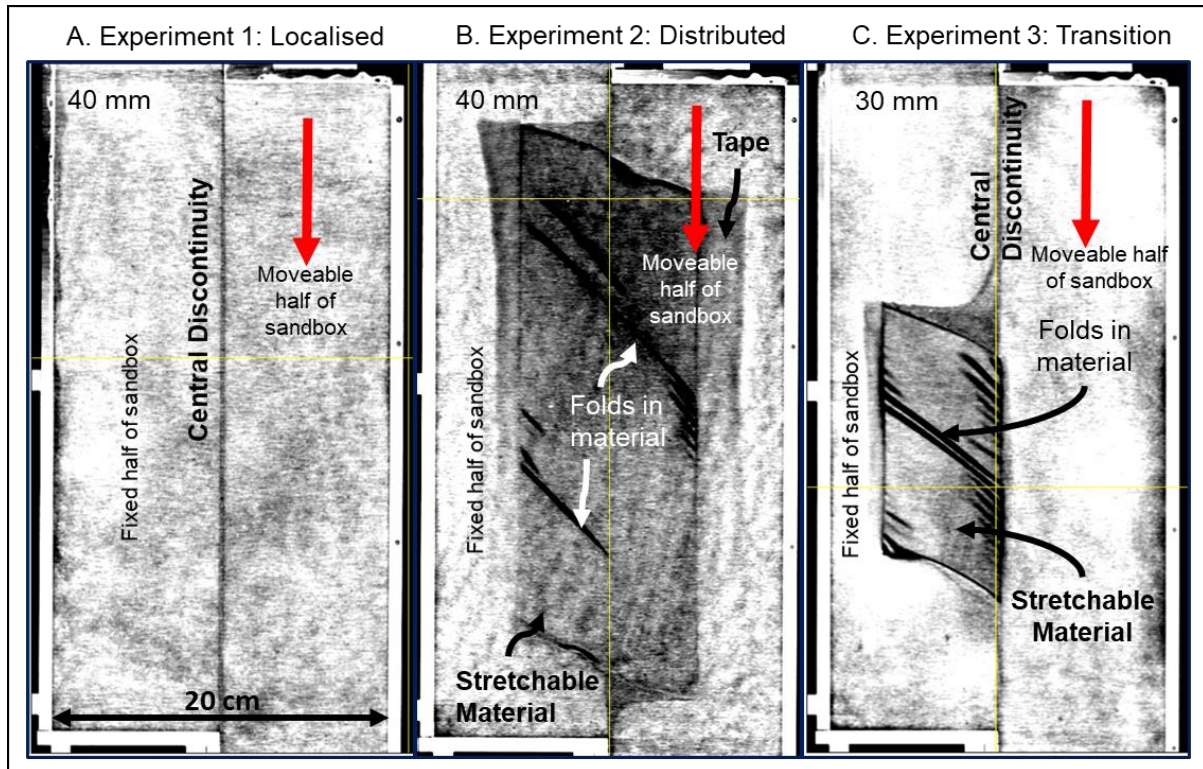 A. Experiment 1: Localised
40 mm
Central Discontinuity
Moveable
half of
sandbox
Fixed half of sandbox
20 cm
B. Experiment 2: Distributed
40 mm
Tape
Moveable
half of
sandbox
Folds in
material
Fixed half of sandbox
Stretchable
Material
C. Experiment 3: Transition
30 mm
Central
Discontinuity
Moveable half
of sandbox
Folds in
material
Fixed half of sandbox
Stretchable
Material